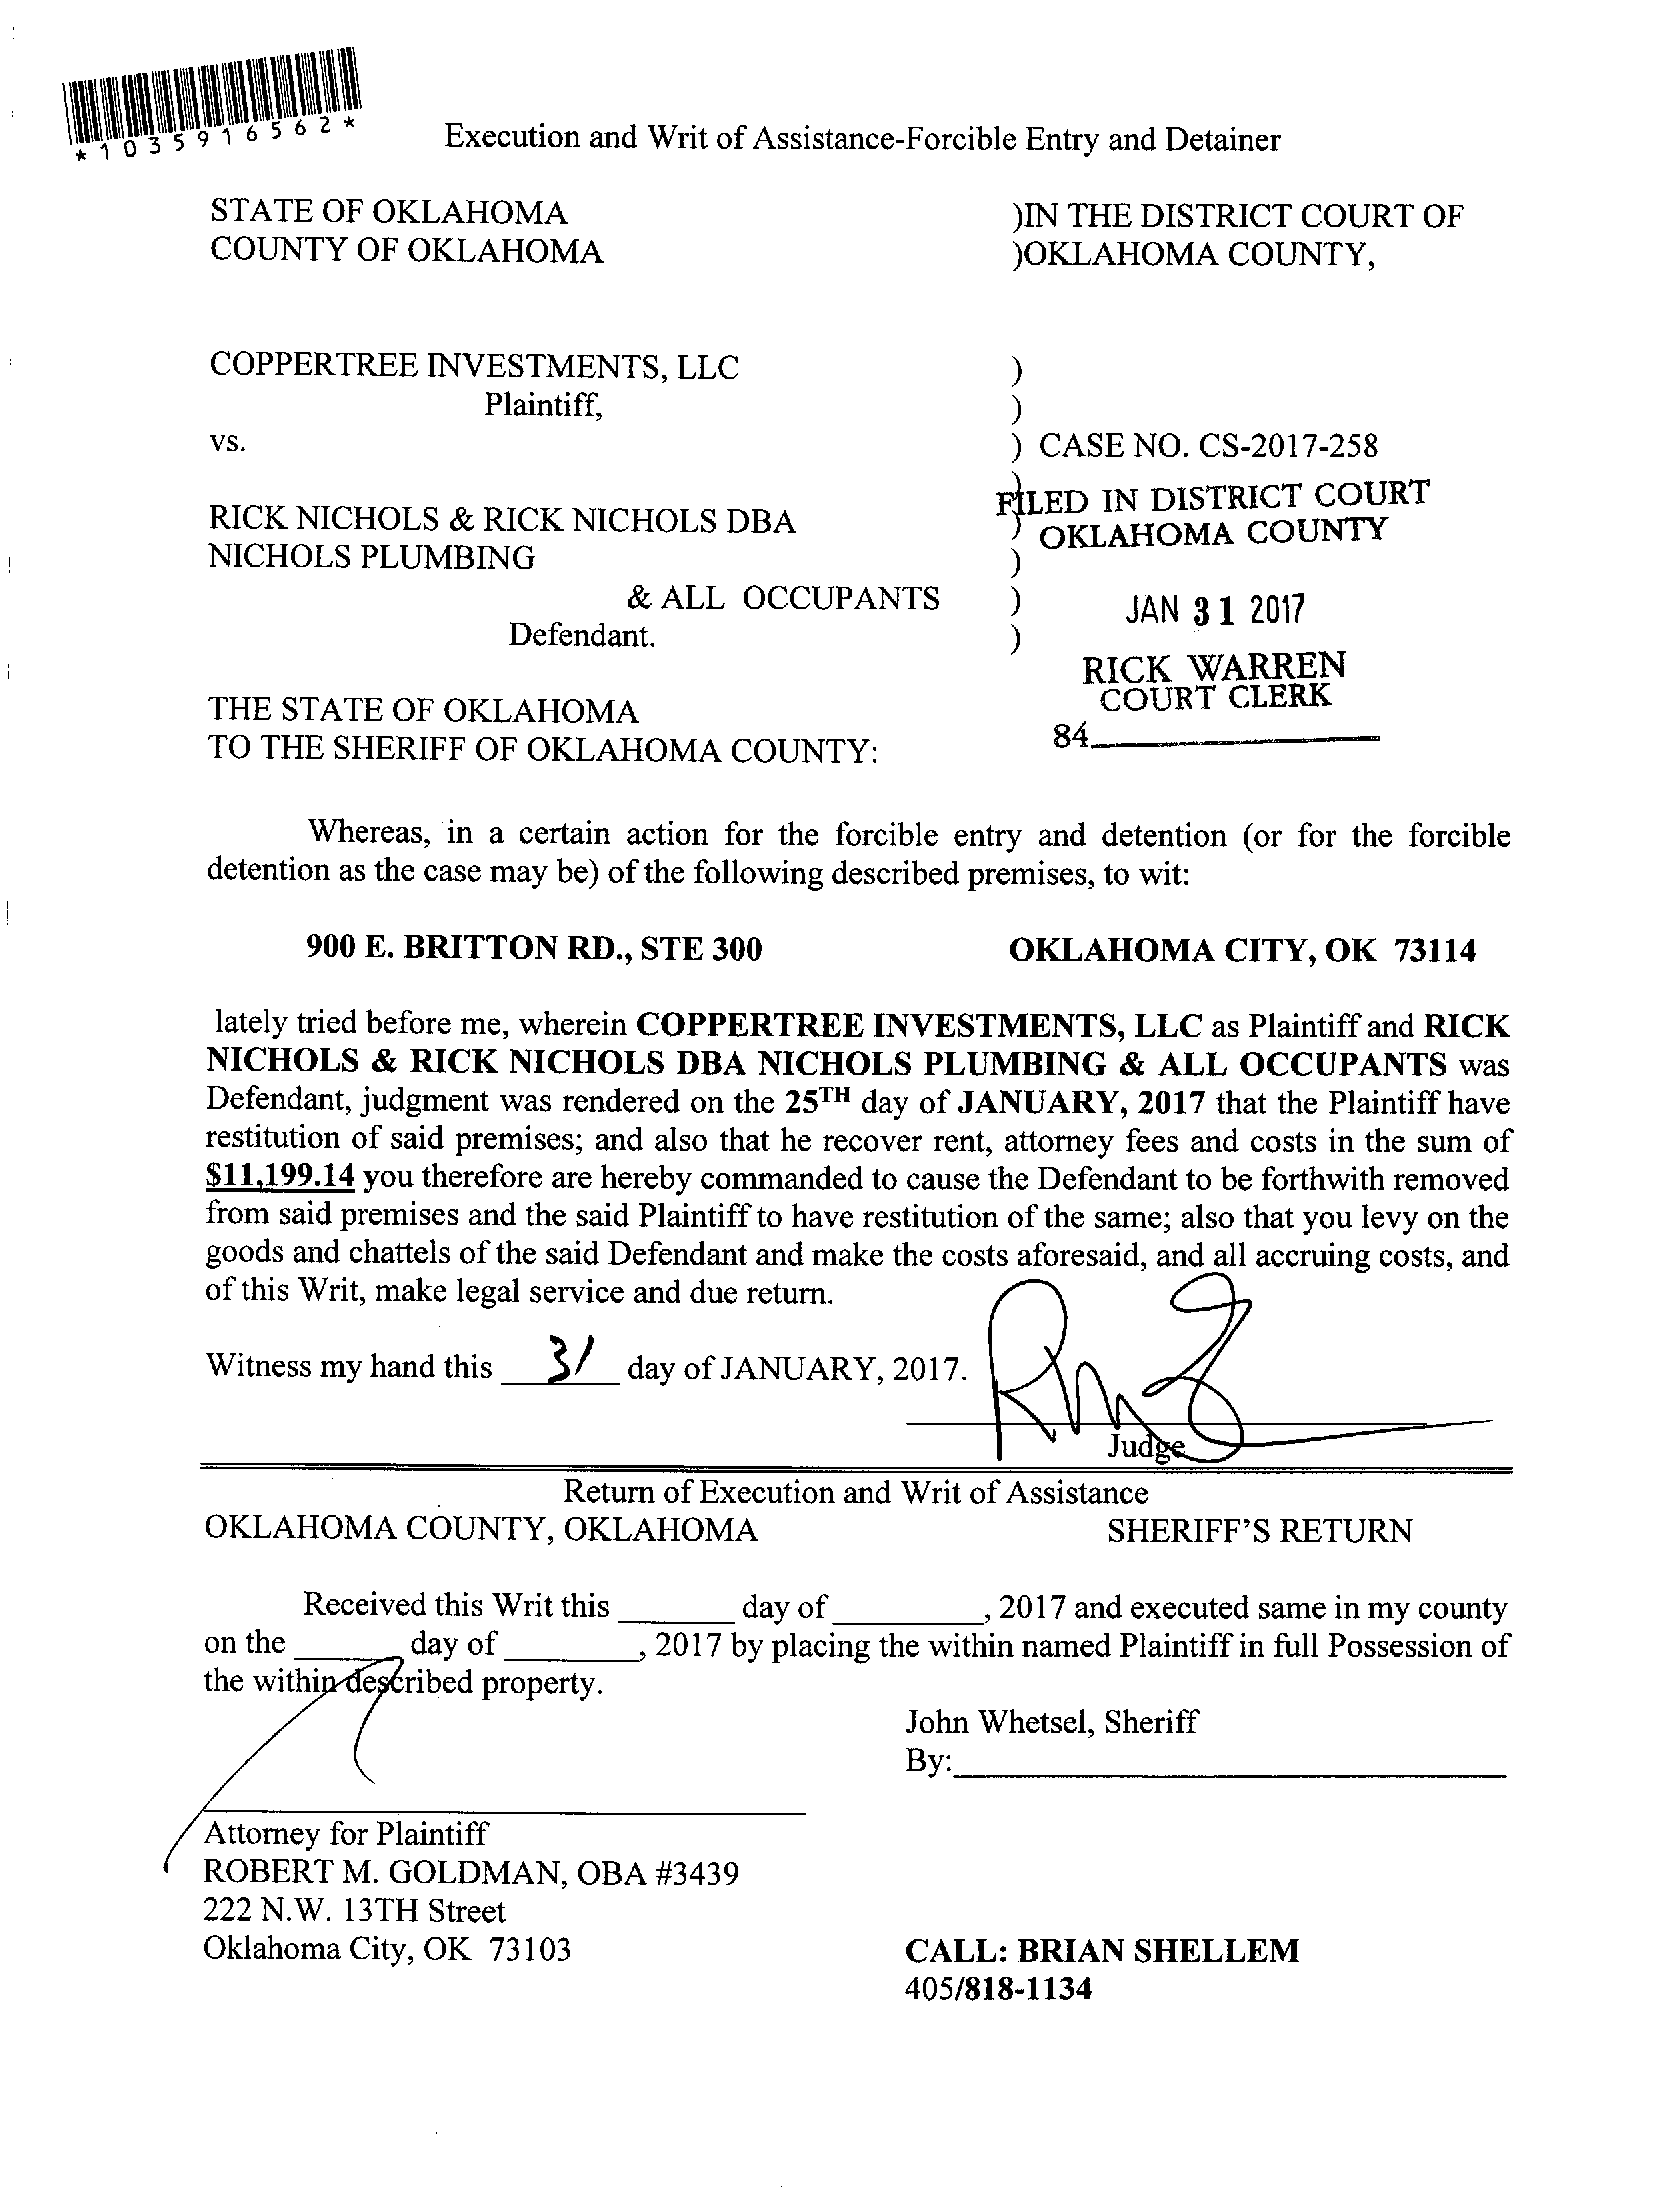 *1035916562*
Execution and Writ of Assistance-Forcible Entry and Detainer
STATE OF OKLAHOMA )IN THE DISTRICT COURT OF
COUNTY OF OKLAHOMA )OKLAHOMA COUNTY,
COPPERTREE INVESTMENTS, LLC )
Plaintiff, )
vs. ) CASE NO. CS-2017-258
)
FILED IN DISTRICT COURT
RICK NICHOLS & RICK NICHOLS DBA ) OKLAHOMA COUNTY
NICHOLS PLUMBING )
& ALL OCCUPANTS ) JAN 31 2017
Defendant. )
RICK WARREN
COURT CLERK
THE STATE OF OKLAHOMA
84
TO THE SHERIFF OF OKLAHOMA COUNTY:
Whereas, in a certain action for the forcible entry and detention (or for the forcible
detention as the case may be) of the following described premises, to wit:
900 E. BRITTON RD., STE 300 OKLAHOMA CITY, OK 73114
lately tried before me, wherein COPPERTREE INVESTMENTS, LLC as Plaintiff and RICK
NICHOLS & RICK NICHOLS DBA NICHOLS PLUMBING & ALL OCCUPANTS was
Defendant, judgment was rendered on the 25TH day of JANUARY, 2017 that the Plaintiff have
restitution of said premises; and also that he recover rent, attorney fees and costs in the sum of
$11,199.14 you therefore are hereby commanded to cause the Defendant to be forthwith removed
from said premises and the said Plaintiff to have restitution of the same; also that you levy on the
goods and chattels of the said Defendant and make the costs aforesaid, and all accruing costs, and
of this Writ, make legal service and due return.
Witness my hand this 31 day of JANUARY, 2017.
Judge
Return of Execution and Writ of Assistance
OKLAHOMA COUNTY, OKLAHOMA SHERIFF'S RETURN
Received this Writ this ______ day of ________, 2017 and executed same in my county
on the ______ day of _______, 2017 by placing the within named Plaintiff in full Possession of
the within described property.
John Whetsel, Sheriff
By:____________________
Attorney for Plaintiff
ROBERT M. GOLDMAN, OBA #3439
222 N.W. 13TH Street
Oklahoma City, OK 73103 CALL: BRIAN SHELLEM
405/818-1134